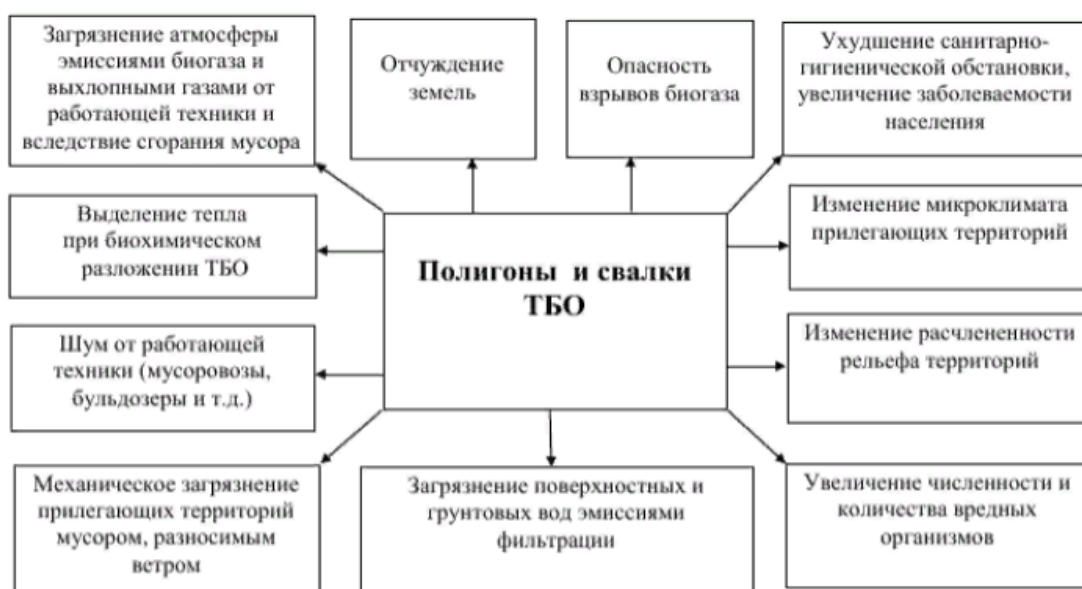 Загрязнение атмосферы
эмиссиями биогаза и
выхлопными газами от
работающей техники и
вследствие сгорания мусора
Отчуждение
земель
Опасность
взрывов биогаза
Ухудшение санитарно-
гигиенической обстановки,
увеличение заболеваемости
населения
Выделение тепла
при биохимическом
разложении ТБО
Полигоны и свалки
ТБО
Изменение микроклимата
прилегающих территорий
Шум от работающей
техники (мусоровозы,
бульдозеры и т.д.)
Изменение расчлененности
рельефа территорий
Механическое загрязнение
прилегающих территорий
мусором, разносимым
ветром
Загрязнение поверхностных и
грунтовых вод эмиссиями
фильтрации
Увеличение численности и
количества вредных
организмов